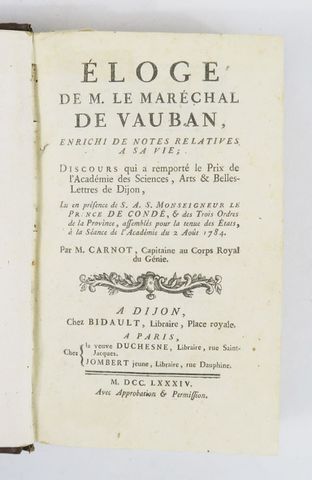 ÉLOGE
DE M. LE MARÉCHAL
DE VAUBAN,
ENRICHI DE NOTES RELATIVES
A SA VIE;
DISCOURS qui a remporté le Prix de
l'Académie des Sciences, Arts & Belles-
Lettres de Dijon,
Lu en présence de S. A. S. MONSEIGNEUR LE
PRINCE DE CONDÉ, & des Trois Ordres
de la Province, assemblés pour la tenue des États,
à la Séance de l'Académie du 2 Août 1784.
Par M. CARNOT, Capitaine au Corps Royal
du Génie.
A DIJON,
Chez BIDAULT, Libraire, Place royale.
A PARIS,
Chez { la veuve DUCHESNE, Libraire, rue Saint-
Jacques.
JOMBERT jeune, Libraire, rue Dauphine.
M. DCC. LXXXIV.
Avec Approbation & Permission.